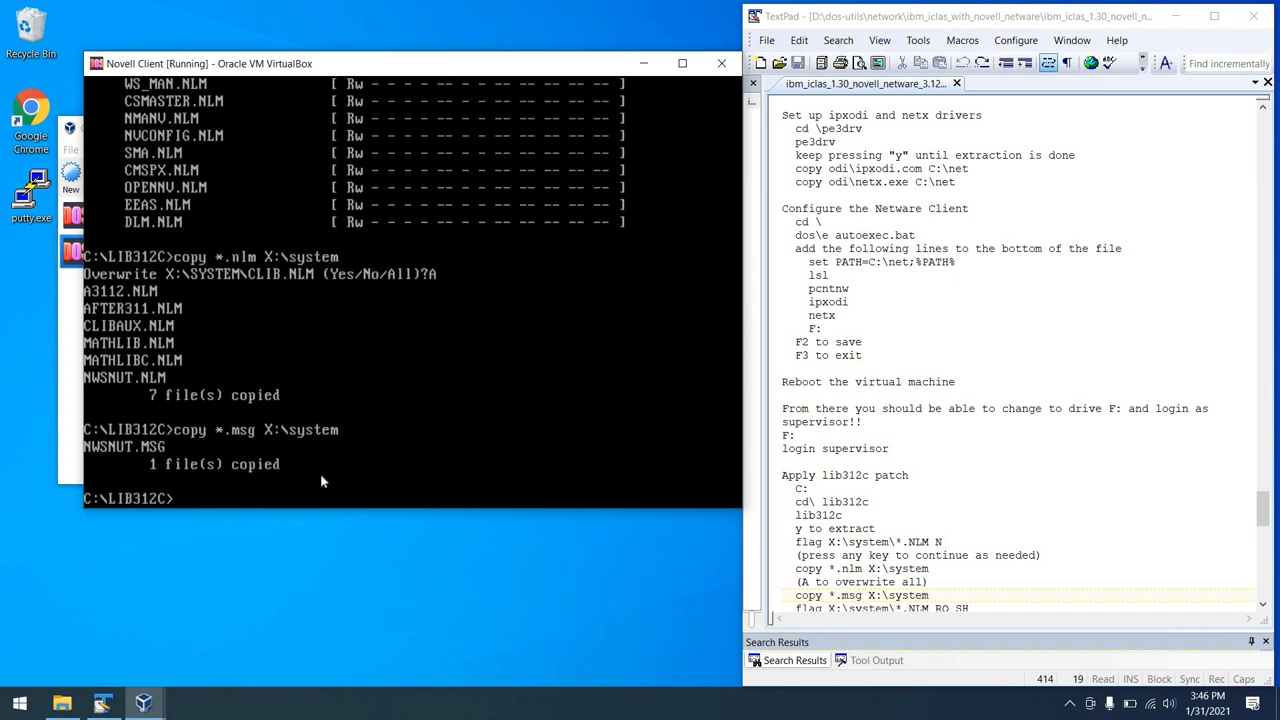 Recycle Bin
Google
Chrome
putty.exe
File
New
Novell Client [Running] - Oracle VM VirtualBox
WS_MAN.NLM [ Rw - - - - - - - - -- -- -- ]
CSMASTER.NLM [ Rw - - - - - - - - -- -- -- ]
NMANV.NLM [ Rw - - - - - - - - -- -- -- ]
NVCONFIG.NLM [ Rw - - - - - - - - -- -- -- ]
SMA.NLM [ Rw - - - - - - - - -- -- -- ]
CMSPX.NLM [ Rw - - - - - - - - -- -- -- ]
OPENNV.NLM [ Rw - - - - - - - - -- -- -- ]
EEAS.NLM [ Rw - - - - - - - - -- -- -- ]
DLM.NLM [ Rw - - - - - - - - -- -- -- ]
C:\LIB312C>copy *.nlm X:\system
Overwrite X:\SYSTEM\CLIB.NLM (Yes/No/All)?A
A3112.NLM
AFTER311.NLM
CLIBAUX.NLM
MATHLIB.NLM
MATHLIBC.NLM
NWSNUT.NLM
7 file(s) copied
C:\LIB312C>copy *.msg X:\system
NWSNUT.MSG
1 file(s) copied
C:\LIB312C>
TextPad - [D:\dos-utils\network\ibm_iclas_with_novell_netware\ibm_iclas_1.30_novell_n...
File Edit Search View Tools Macros Configure Window Help
Find incrementally
ibm_iclas_1.30_novell_netware_3.12...
Set up ipxodi and netx drivers
cd \pe3drv
pe3drv
keep pressing "y" until extraction is done
copy odi\ipxodi.com C:\net
copy odi\netx.exe C:\net
Configure the Netware Client
cd \
dos\e autoexec.bat
add the following lines to the bottom of the file
set PATH=C:\net;%PATH%
lsl
pcntnw
ipxodi
netx
F:
F2 to save
F3 to exit
Reboot the virtual machine
From there you should be able to change to drive F: and login as
supervisor!!
F:
login supervisor
Apply lib312c patch
C:
cd\ lib312c
lib312c
y to extract
flag X:\system\*.NLM N
(press any key to continue as needed)
copy *.nlm X:\system
(A to overwrite all)
copy *.msg X:\system
flag X:\system\*.NLM RO SH
Search Results
Search Results Tool Output
414 19 Read INS Block Sync Rec Caps
3:46 PM
1/31/2021